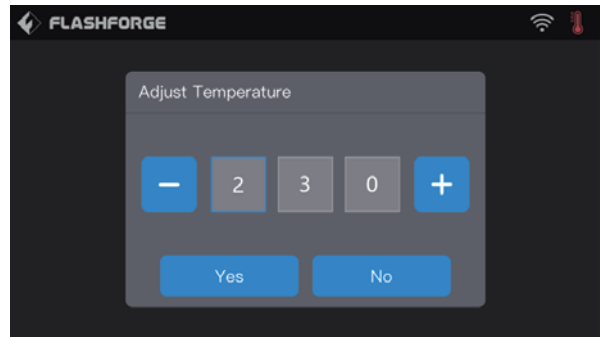 FLASHFORGE
Adjust Temperature
− 2 3 0 +
Yes No